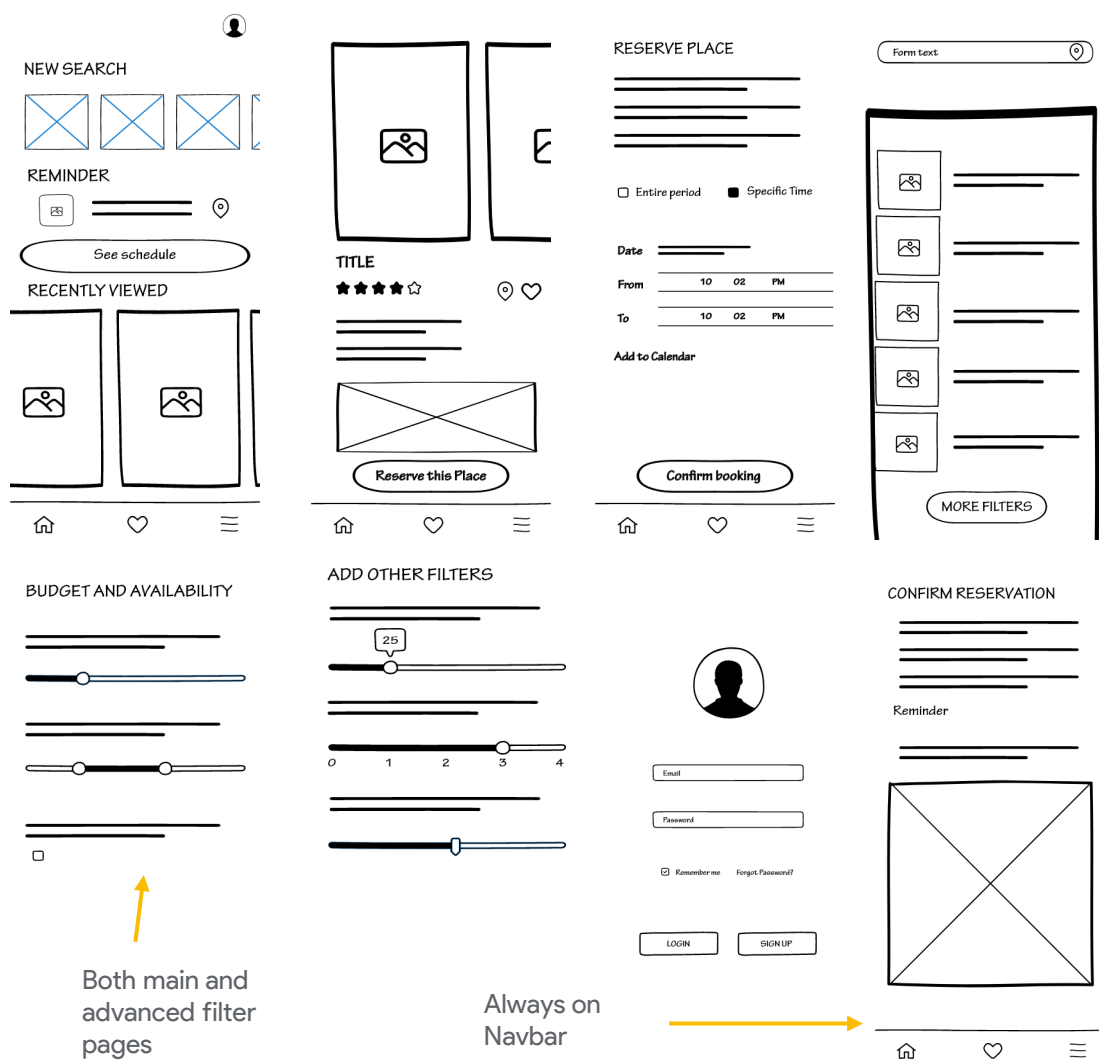 NEW SEARCH
REMINDER
See schedule
RECENTLY VIEWED
TITLE
Reserve this Place
RESERVE PLACE
Entire period
Specific Time
Date
From 10 02 PM
To 10 02 PM
Add to Calendar
Confirm booking
Form text
MORE FILTERS
BUDGET AND AVAILABILITY
Both main and
advanced filter
pages
ADD OTHER FILTERS
25
0 1 2 3 4
Email
Password
Remember me
Forgot Password?
LOGIN
SIGN UP
Always on
Navbar
CONFIRM RESERVATION
Reminder